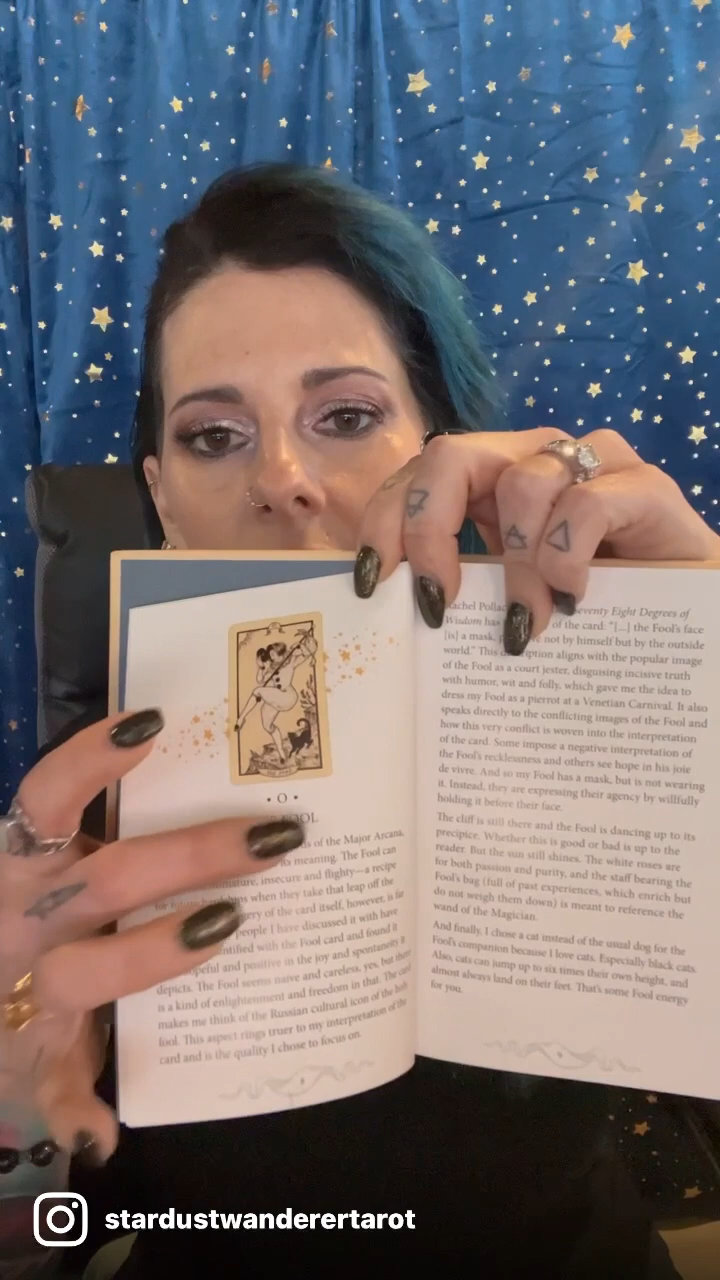 • O •
FOOL
ds of the Major Arcana,
its meaning. The Fool can
immature, insecure and flighty—a recipe
when they take that leap off the
ery of the card itself, however, is far
people I have discussed it with have
ntified with the Fool card and found it
hopeful and positive in the joy and spontaneity it
depicts. The Fool seems naive and careless, yes, but there
is a kind of enlightenment and freedom in that. The card
makes me think of the Russian cultural icon of the holy
fool. This aspect rings truer to my interpretation of the
card and is the quality I chose to focus on.
8
Rachel Pollac Seventy Eight Degrees of
Wisdom has of the card: “[...] the Fool's face
[is] a mask, not by himself but by the outside
world.” This description aligns with the popular image
of the Fool as a court jester, disguising incisive truth
with humor, wit and folly, which gave me the idea to
dress my Fool as a pierrot at a Venetian Carnival. It also
speaks directly to the conflicting images of the Fool and
how this very conflict is woven into the interpretation
of the card. Some impose a negative interpretation of
the Fool's recklessness and others see hope in his joie
de vivre. And so my Fool has a mask, but is not wearing
it. Instead, they are expressing their agency by willfully
holding it before their face.
The cliff is still there and the Fool is dancing up to its
precipice. Whether this is good or bad is up to the
reader. But the sun still shines. The white roses are
for both passion and purity, and the staff bearing the
Fool's bag (full of past experiences, which enrich but
do not weigh them down) is meant to reference the
wand of the Magician.
And finally, I chose a cat instead of the usual dog for the
Fool's companion because I love cats. Especially black cats.
Also, cats can jump up to six times their own height, and
almost always land on their feet. That's some Fool energy
for you.
9
stardustwanderertarot